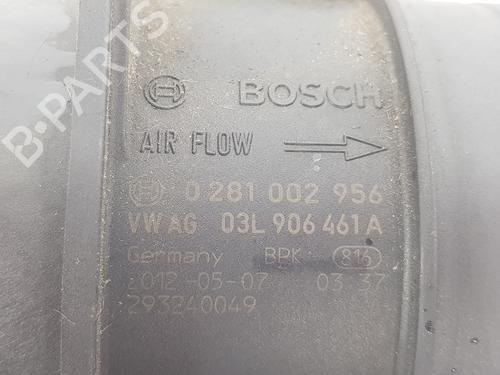 BOSCH
AIR FLOW
0 281 002 956
VW AG 03L 906 461 A
Germany BPK 816
2012-05-07 03 37
293240049
B-PARTS